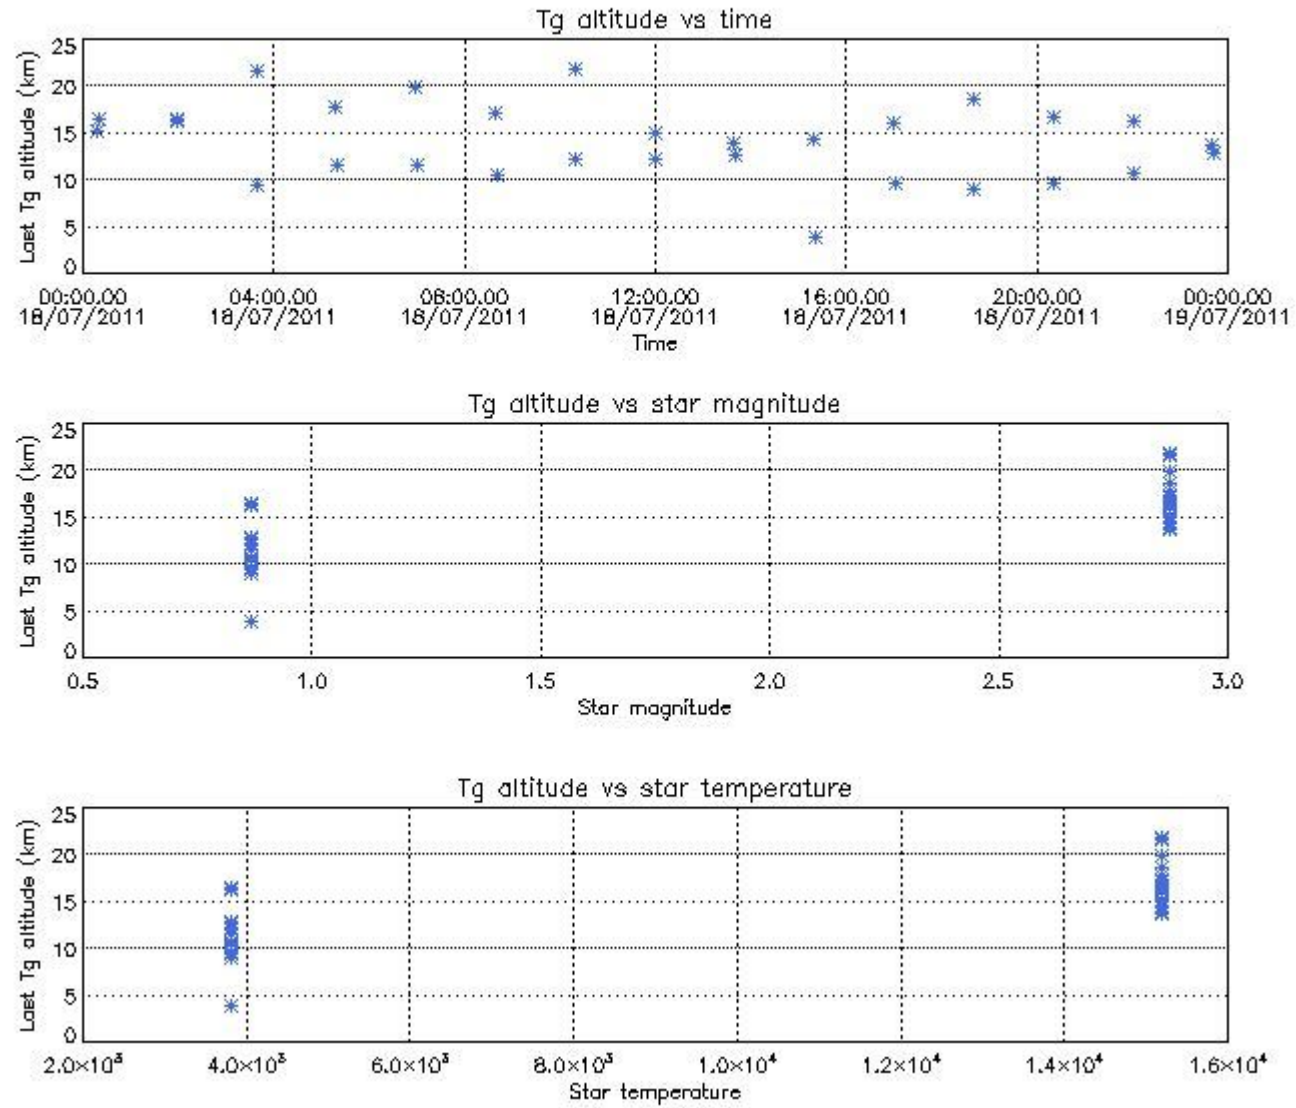 Tg altitude vs time
Last Tg altitude (km)
25
20
15
10
5
0
00:00.00 04:00.00 08:00.00 12:00.00 16:00.00 20:00.00 00:00.00
18/07/2011 18/07/2011 18/07/2011 18/07/2011 18/07/2011 18/07/2011 19/07/2011
Time
Tg altitude vs star magnitude
Last Tg altitude (km)
25
20
15
10
5
0
0.5 1.0 1.5 2.0 2.5 3.0
Star magnitude
Tg altitude vs star temperature
Last Tg altitude (km)
25
20
15
10
5
0
2.0×10³ 4.0×10³ 6.0×10³ 8.0×10³ 1.0×10⁴ 1.2×10⁴ 1.4×10⁴ 1.6×10⁴
Star temperature